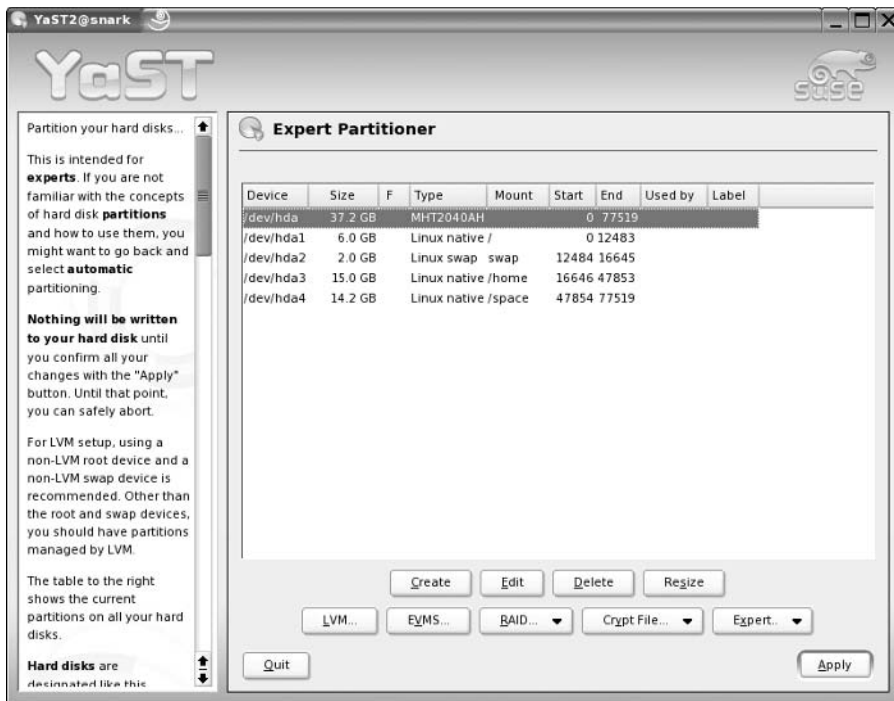 YaST2@snark
YaST
suse
Partition your hard disks...
This is intended for
experts. If you are not
familiar with the concepts
of hard disk partitions
and how to use them, you
might want to go back and
select automatic
partitioning.
Nothing will be written
to your hard disk until
you confirm all your
changes with the "Apply"
button. Until that point,
you can safely abort.
For LVM setup, using a
non-LVM root device and a
non-LVM swap device is
recommended. Other than
the root and swap devices,
you should have partitions
managed by LVM.
The table to the right
shows the current
partitions on all your hard
disks.
Hard disks are
designated like this
Expert Partitioner
Device Size F Type Mount Start End Used by Label
/dev/hda 37.2 GB MHT2040AH 0 77519
/dev/hda1 6.0 GB Linux native / 0 12483
/dev/hda2 2.0 GB Linux swap swap 12484 16645
/dev/hda3 15.0 GB Linux native /home 16646 47853
/dev/hda4 14.2 GB Linux native /space 47854 77519
Create Edit Delete Resize
LVM... EVMS... RAID... Crypt File... Expert..
Quit Apply